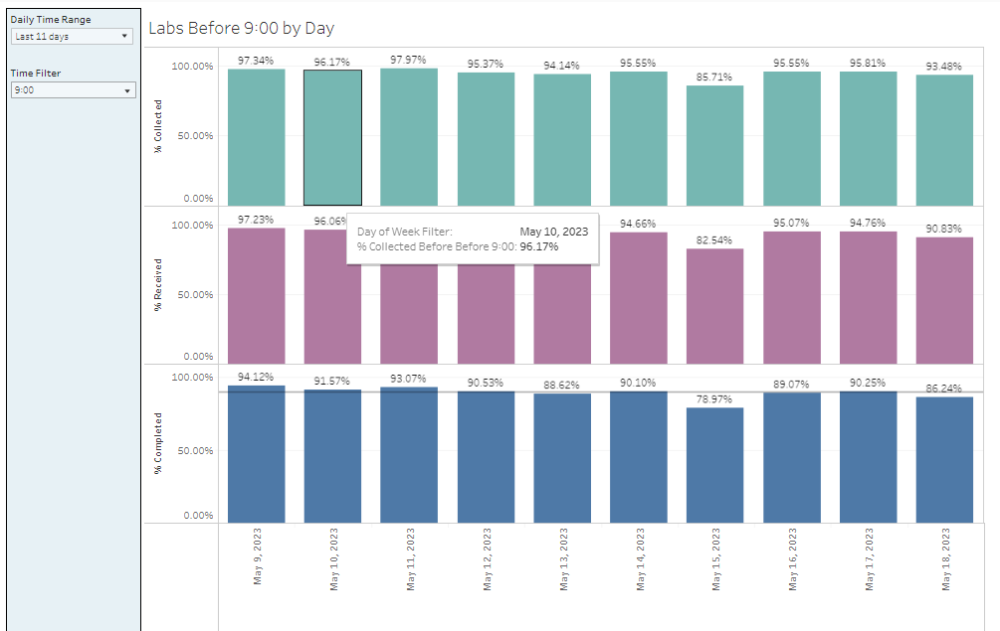 Daily Time Range
Last 11 days
Time Filter
9:00
Labs Before 9:00 by Day
% Collected
100.00%
50.00%
0.00%
97.34%
96.17%
97.97%
95.37%
94.14%
95.55%
85.71%
95.55%
95.81%
93.48%
% Received
100.00%
50.00%
0.00%
97.23%
96.06%
94.66%
82.54%
95.07%
94.76%
90.83%
Day of Week Filter: May 10, 2023
% Collected Before Before 9:00: 96.17%
% Completed
100.00%
50.00%
0.00%
94.12%
91.57%
93.07%
90.53%
88.62%
90.10%
78.97%
89.07%
90.25%
86.24%
May 9, 2023
May 10, 2023
May 11, 2023
May 12, 2023
May 13, 2023
May 14, 2023
May 15, 2023
May 16, 2023
May 17, 2023
May 18, 2023